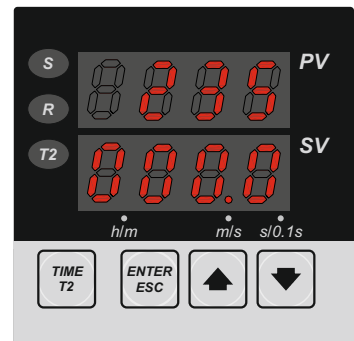 S
PV
235
R
SV
T2
000.0
h/m m/s s/0.1s
TIME T2
ENTER ESC